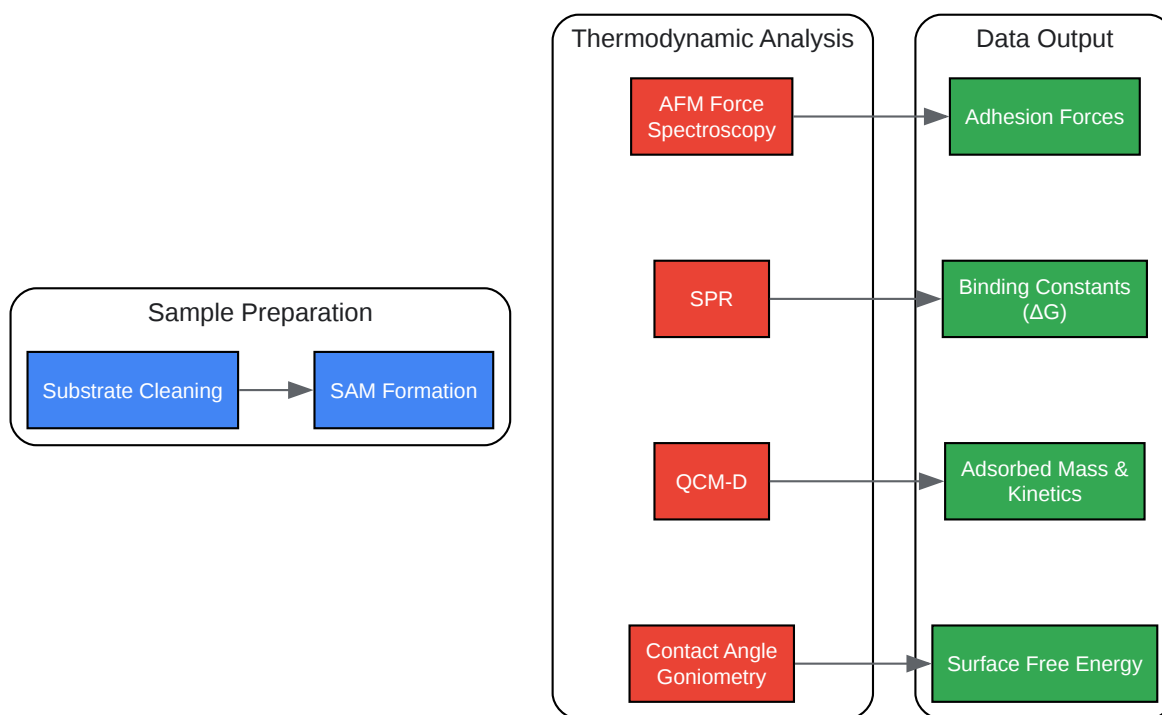 Sample Preparation
Substrate Cleaning
SAM Formation
Thermodynamic Analysis
AFM Force
Spectroscopy
SPR
QCM-D
Contact Angle
Goniometry
Data Output
Adhesion Forces
Binding Constants
(ΔG)
Adsorbed Mass &
Kinetics
Surface Free Energy